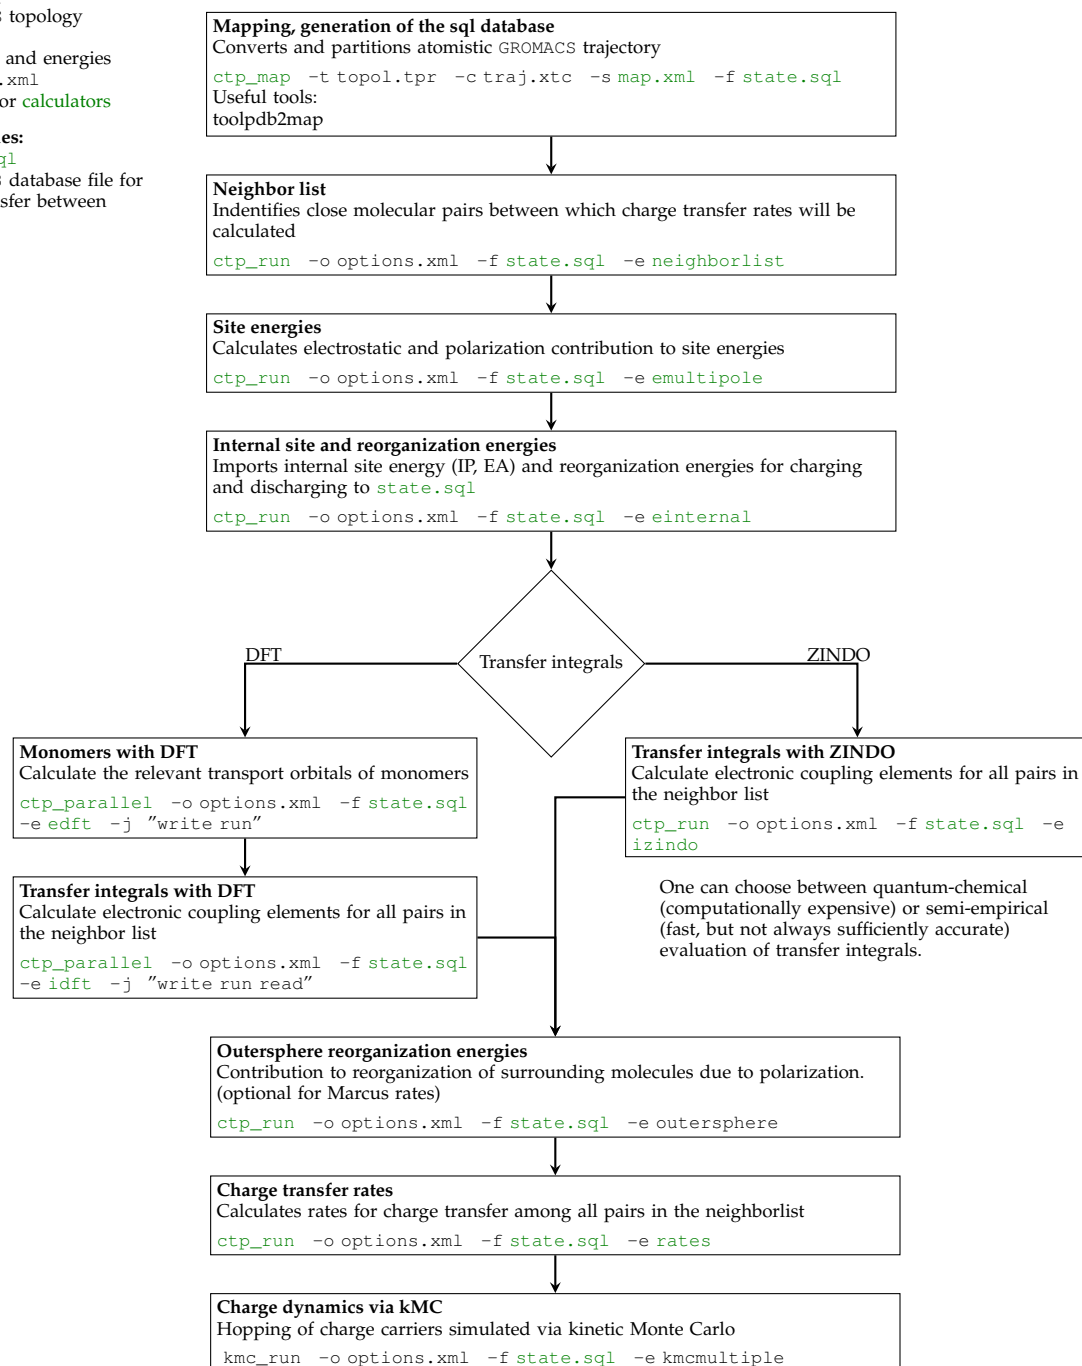 topology
and energies
.xml
or calculators
es:
ql
database file for
nsfer between
Mapping, generation of the sql database
Converts and partitions atomistic GROMACS trajectory
ctp_map -t topol.tpr -c traj.xtc -s map.xml -f state.sql
Useful tools:
toolpdb2map
Neighbor list
Indentifies close molecular pairs between which charge transfer rates will be
calculated
ctp_run -o options.xml -f state.sql -e neighborlist
Site energies
Calculates electrostatic and polarization contribution to site energies
ctp_run -o options.xml -f state.sql -e emultipole
Internal site and reorganization energies
Imports internal site energy (IP, EA) and reorganization energies for charging
and discharging to state.sql
ctp_run -o options.xml -f state.sql -e einternal
DFT
Transfer integrals
ZINDO
Monomers with DFT
Calculate the relevant transport orbitals of monomers
ctp_parallel -o options.xml -f state.sql
-e edft -j "write run"
Transfer integrals with ZINDO
Calculate electronic coupling elements for all pairs in
the neighbor list
ctp_run -o options.xml -f state.sql -e
izindo
Transfer integrals with DFT
Calculate electronic coupling elements for all pairs in
the neighbor list
ctp_parallel -o options.xml -f state.sql
-e idft -j "write run read"
One can choose between quantum-chemical
(computationally expensive) or semi-empirical
(fast, but not always sufficiently accurate)
evaluation of transfer integrals.
Outersphere reorganization energies
Contribution to reorganization of surrounding molecules due to polarization.
(optional for Marcus rates)
ctp_run -o options.xml -f state.sql -e outersphere
Charge transfer rates
Calculates rates for charge transfer among all pairs in the neighborlist
ctp_run -o options.xml -f state.sql -e rates
Charge dynamics via kMC
Hopping of charge carriers simulated via kinetic Monte Carlo
kmc_run -o options.xml -f state.sql -e kmcmultiple